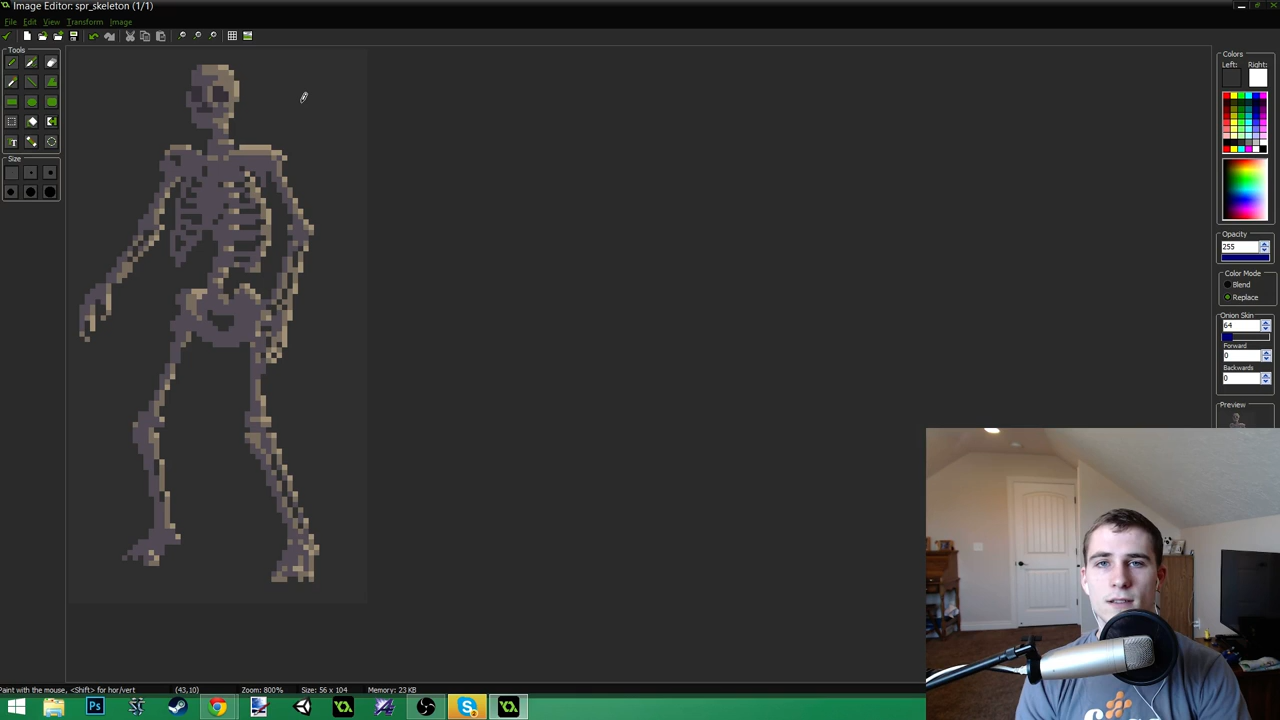 Image Editor: spr_skeleton (1/1)
File Edit View Transform Image
Tools
Size
T
Colors
Left: Right:
Opacity
255
Color Mode
Blend
Replace
Onion Skin
64
Forward
0
Backwards
0
Preview
Paint with the mouse, <Shift> for hor/vert (43,10) Zoom: 800% Size: 56 x 104 Memory: 23 KB
Ps
S